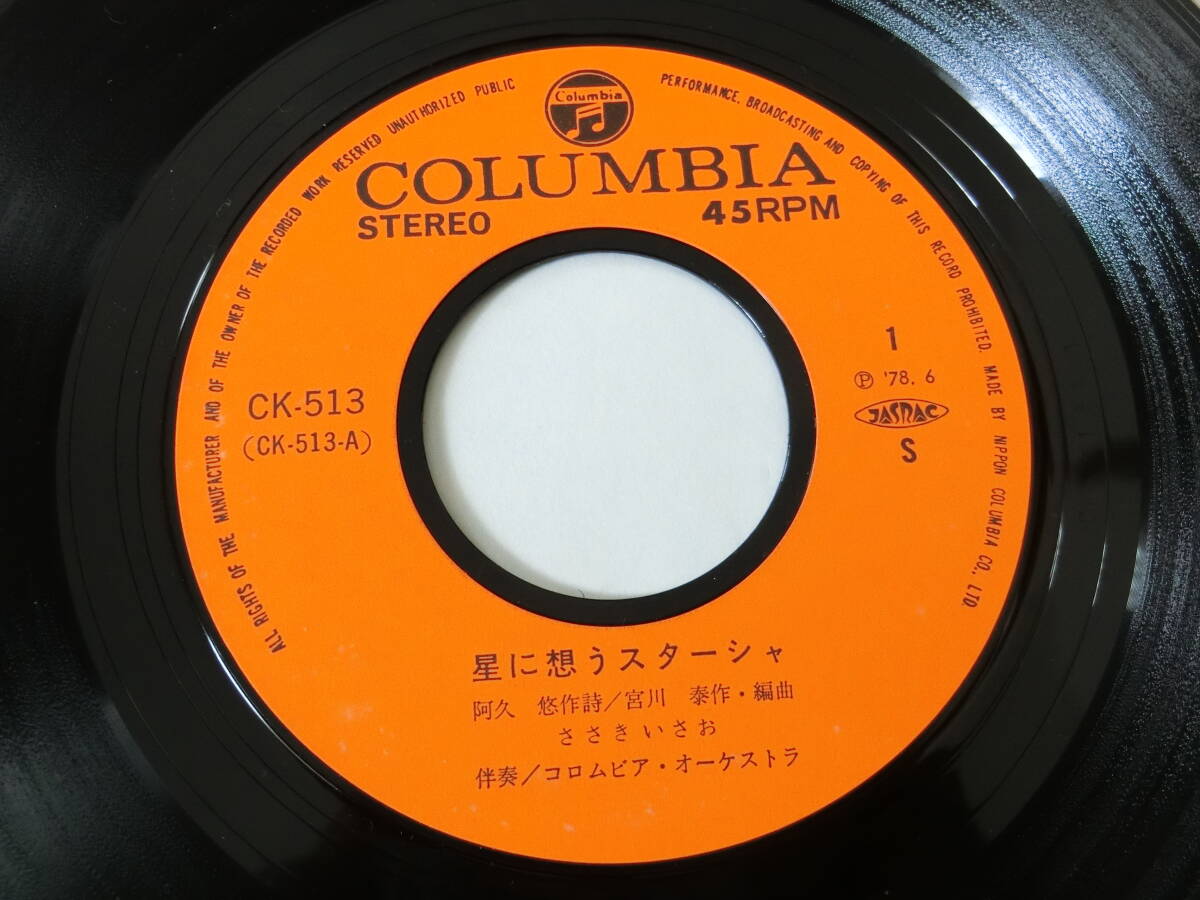 Columbia
ALL RIGHTS OF THE MANUFACTURER AND OF THE OWNER OF THE RECORDED WORK RESERVED UNAUTHORIZED PUBLIC PERFORMANCE, BROADCASTING AND COPYING OF THIS RECORD PROHIBITED. MADE BY NIPPON COLUMBIA CO., LTD.
COLUMBIA
STEREO 45RPM
CK-513
(CK-513-A)
1
Ⓟ '78. 6
JASRAC
S
星に想うスターシャ
阿久 悠作詩/宮川 泰作・編曲
ささきいさお
伴奏/コロムビア・オーケストラ